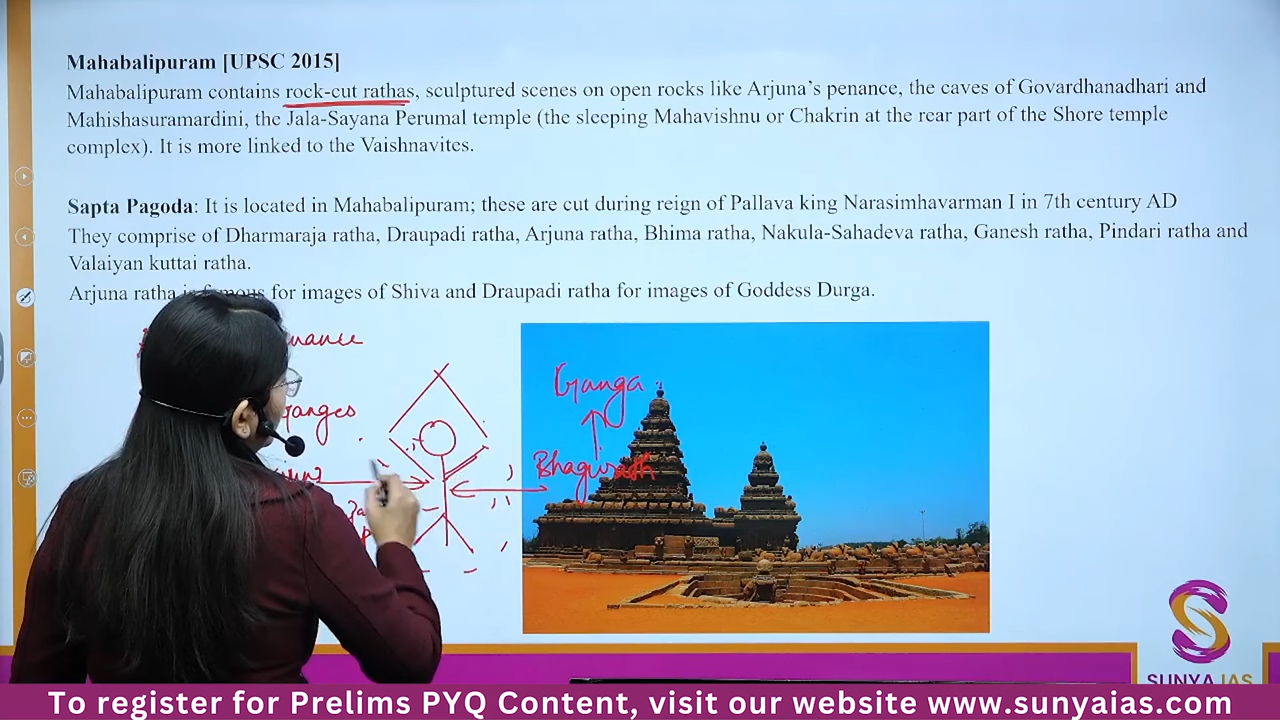 Mahabalipuram [UPSC 2015]
Mahabalipuram contains rock-cut rathas, sculptured scenes on open rocks like Arjuna's penance, the caves of Govardhanadhari and
Mahishasuramardini, the Jala-Sayana Perumal temple (the sleeping Mahavishnu or Chakrin at the rear part of the Shore temple
complex). It is more linked to the Vaishnavites.
Sapta Pagoda: It is located in Mahabalipuram; these are cut during reign of Pallava king Narasimhavarman I in 7th century AD
They comprise of Dharmaraja ratha, Draupadi ratha, Arjuna ratha, Bhima ratha, Nakula-Sahadeva ratha, Ganesh ratha, Pindari ratha and
Valaiyan kuttai ratha.
Arjuna ratha is famous for images of Shiva and Draupadi ratha for images of Goddess Durga.
Ganga
Ganges
Bhagirath
SUNYA IAS
To register for Prelims PYQ Content, visit our website www.sunyaias.com